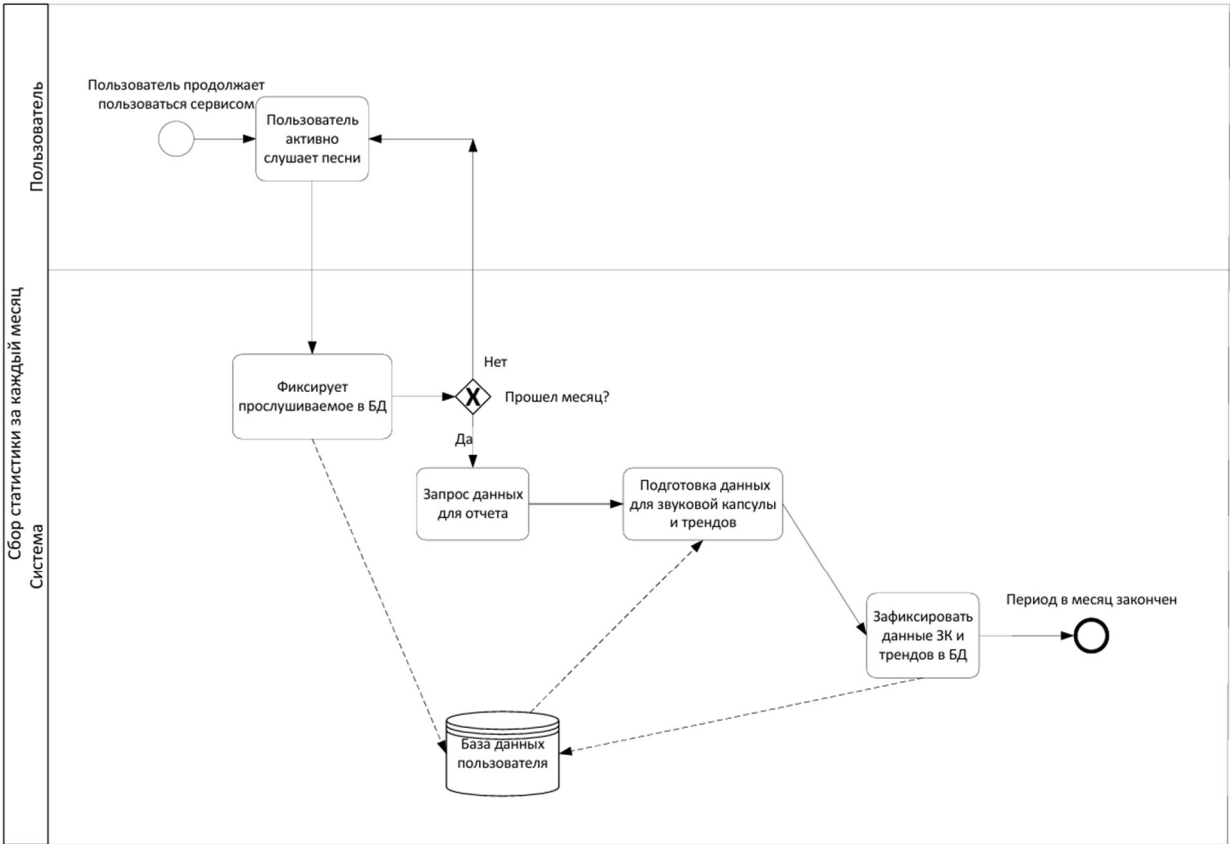 Сбор статистики за каждый месяц
Пользователь
Пользователь продолжает
пользоваться сервисом
Пользователь
активно
слушает песни
Система
Фиксирует
прослушиваемое в БД
Нет
X
Прошел месяц?
Да
Запрос данных
для отчета
Подготовка данных
для звуковой капсулы
и трендов
Зафиксировать
данные ЗК и
трендов в БД
Период в месяц закончен
База данных
пользователя